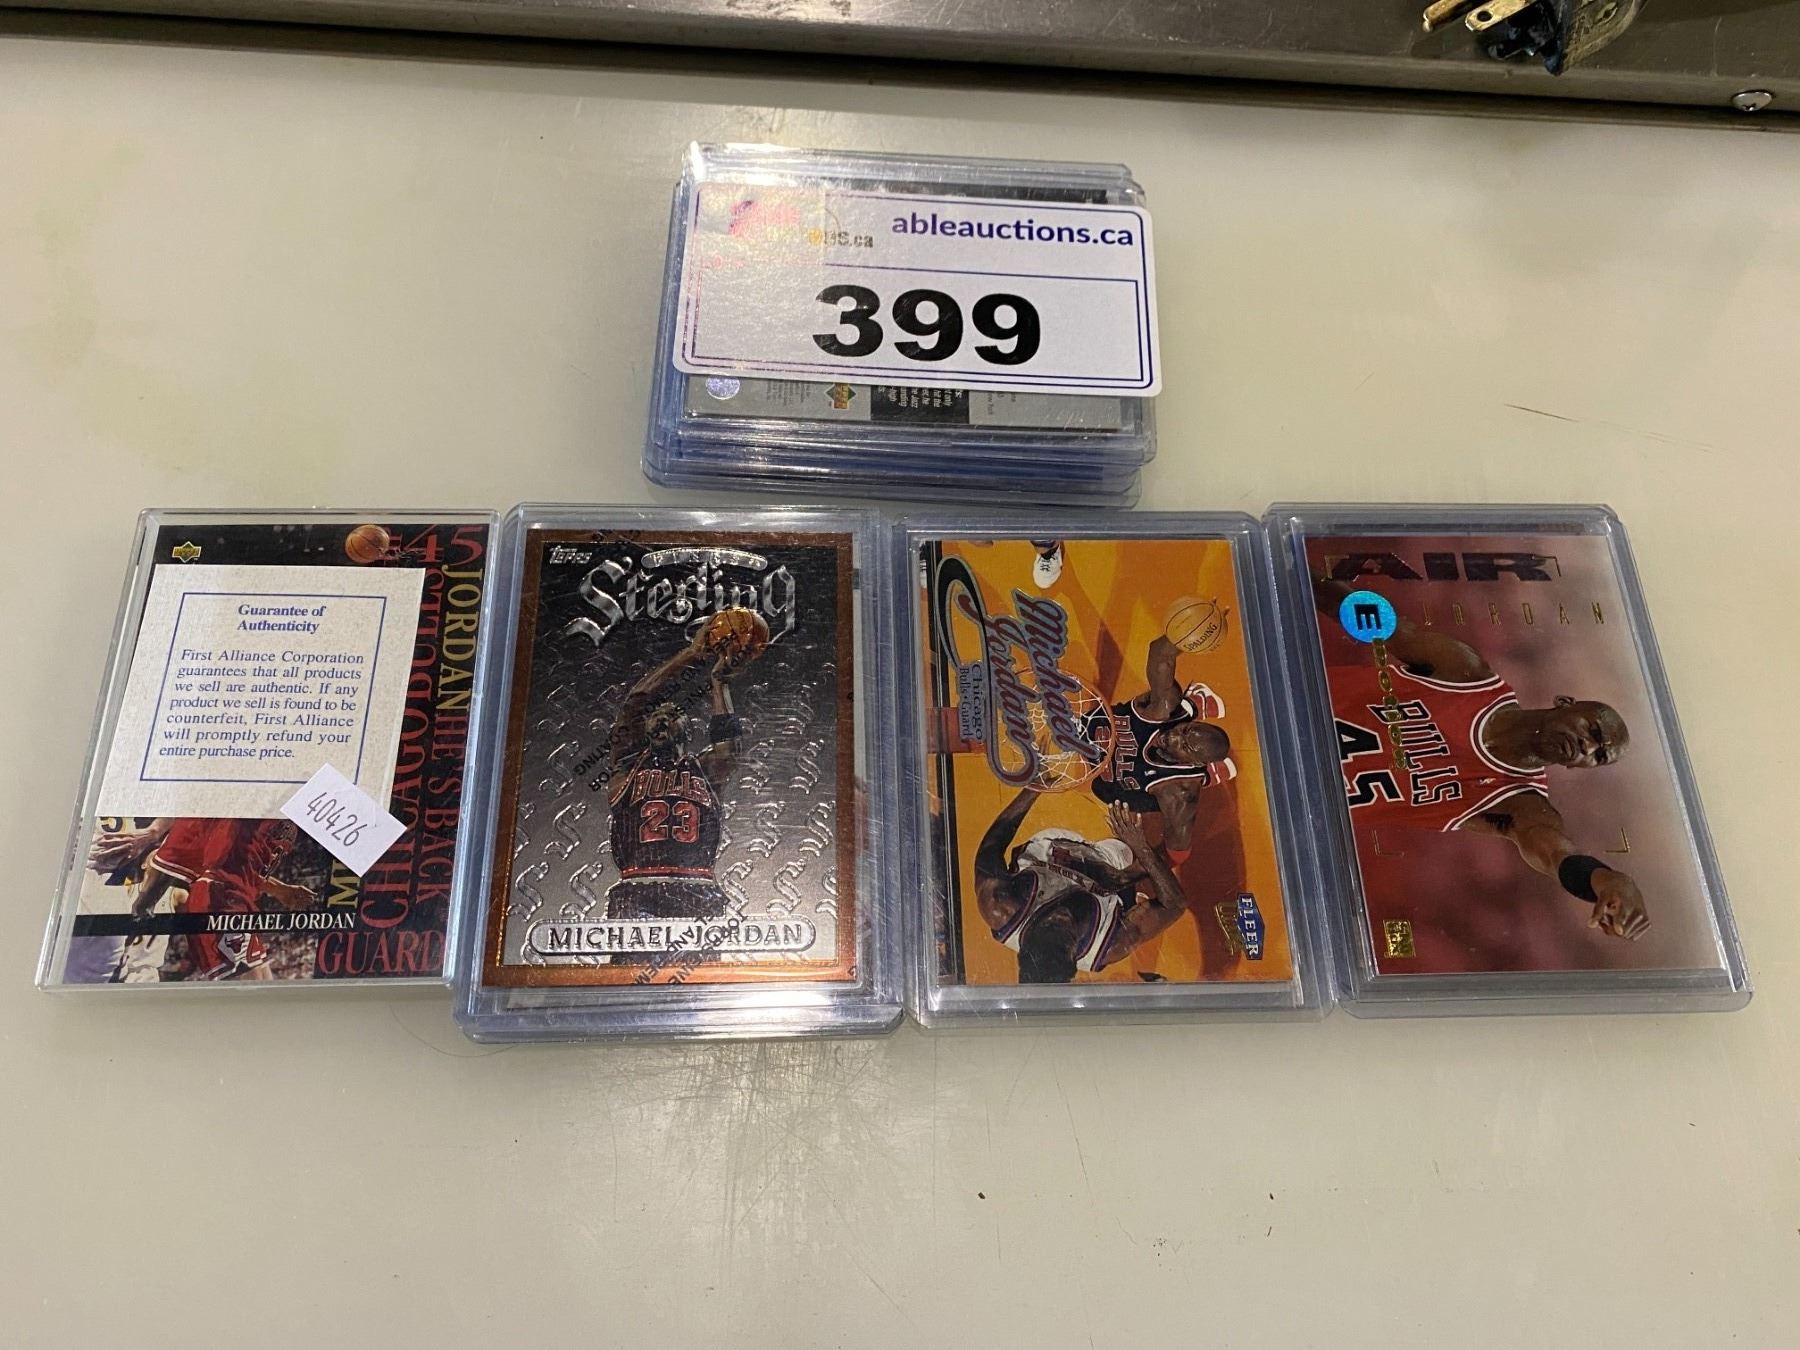 ableauctions.ca
399
45
JORDAN
HE'S BACK
CHICAGO BULLS
GUARD
MICHAEL JORDAN
Guarantee of
Authenticity
First Alliance Corporation
guarantees that all products
we sell are authentic. If any
product we sell is found to be
counterfeit, First Alliance
will promptly refund your
entire purchase price.
40426
TOPPS
FINEST
Sterling
BULLS
23
MICHAEL JORDAN
Michael
Jordan
Chicago
Bulls • Guard
SPALDING
BULLS
FLEER
Ultra
AIR
JORDAN
E
BULLS
45